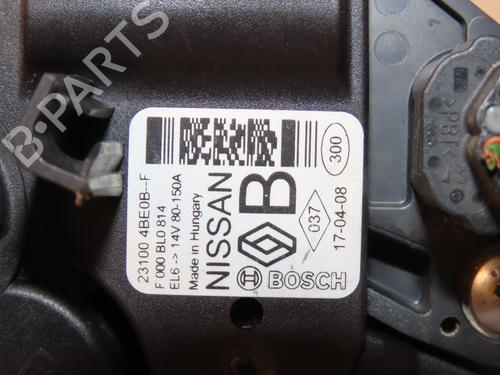 23100 4BE0B--F
F 000 BL0 814
EL6 -> 14V 80-150A
Made in Hungary
NISSAN
B
BOSCH
300
037
17-04-08
>PBT<
B-PARTS